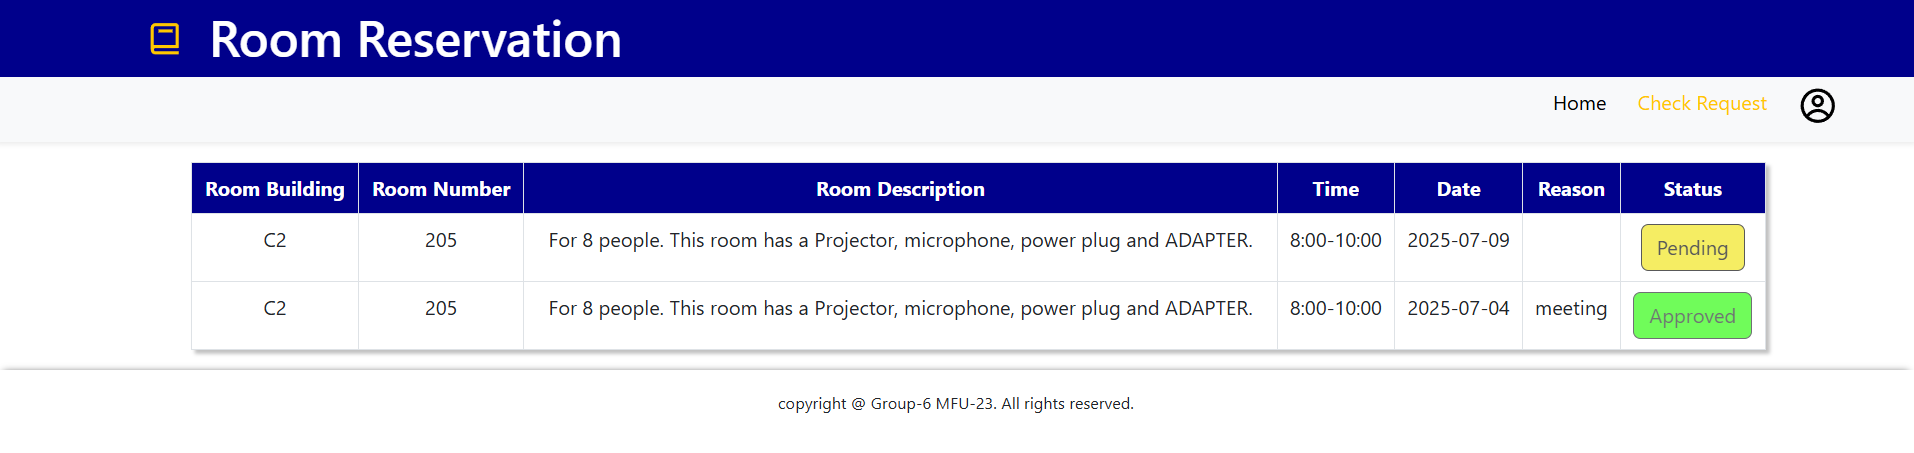 Room Reservation
Home Check Request
Room Building Room Number Room Description Time Date Reason Status
C2 205 For 8 people. This room has a Projector, microphone, power plug and ADAPTER. 8:00-10:00 2025-07-09 Pending
C2 205 For 8 people. This room has a Projector, microphone, power plug and ADAPTER. 8:00-10:00 2025-07-04 meeting Approved
copyright @ Group-6 MFU-23. All rights reserved.